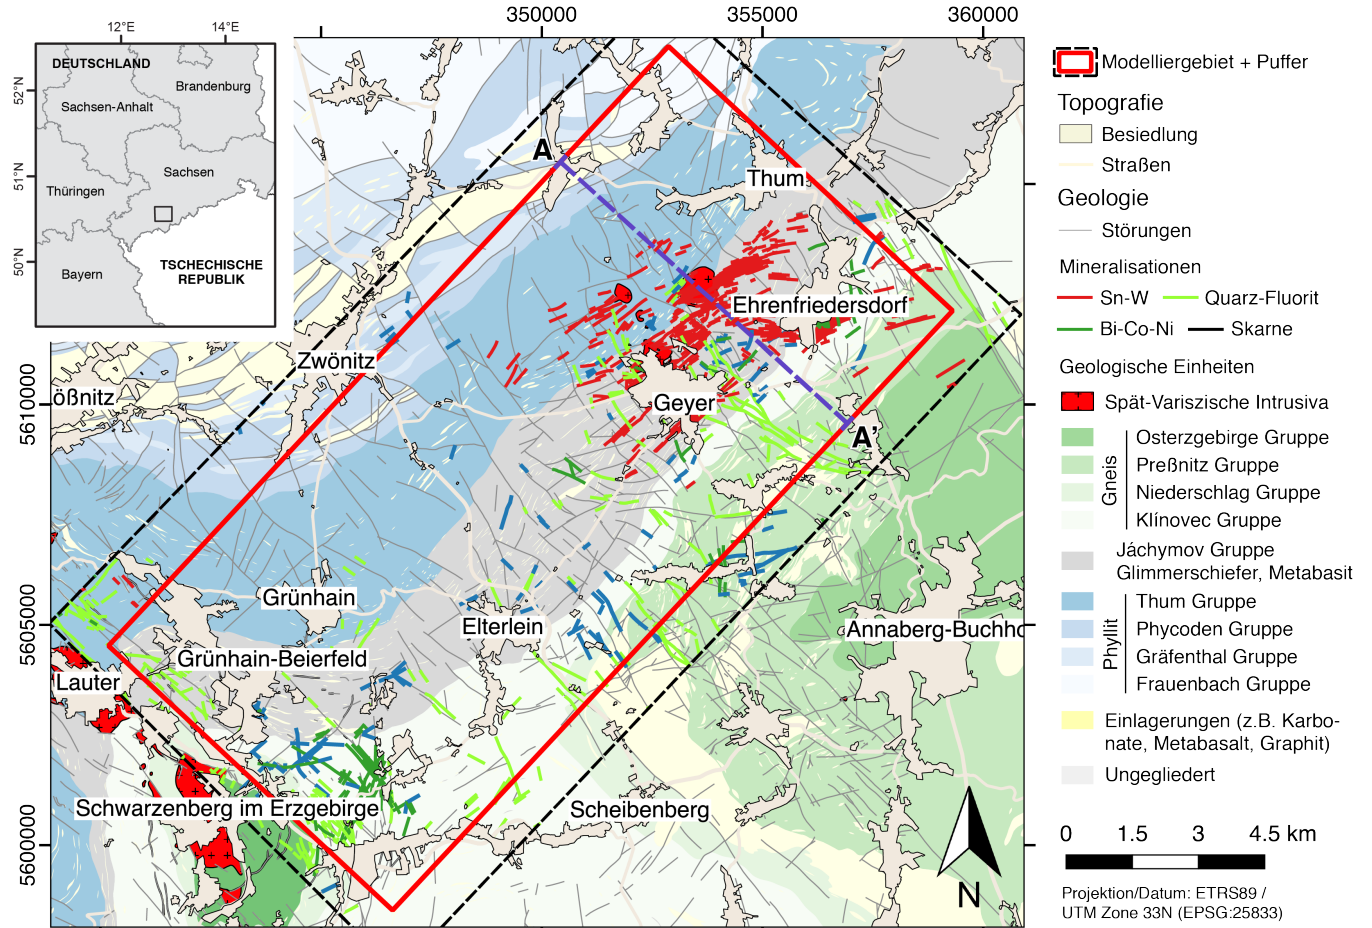 350000
355000
360000
12°E
14°E
52°N
51°N
50°N
DEUTSCHLAND
Brandenburg
Sachsen-Anhalt
Sachsen
Thüringen
Bayern
TSCHECHISCHE
REPUBLIK
5610000
5605000
5600000
A
Thum
Ehrenfriedersdorf
Zwönitz
ößnitz
Geyer
A'
Grünhain
Elterlein
Annaberg-Buchho
Grünhain-Beierfeld
Lauter
Schwarzenberg im Erzgebirge
Scheibenberg
Modelliergebiet + Puffer
Topografie
Besiedlung
Straßen
Geologie
Störungen
Mineralisationen
Sn-W
Quarz-Fluorit
Bi-Co-Ni
Skarne
Geologische Einheiten
Spät-Variszische Intrusiva
Gneis
Osterzgebirge Gruppe
Preßnitz Gruppe
Niederschlag Gruppe
Klínovec Gruppe
Jáchymov Gruppe
Glimmerschiefer, Metabasit
Phyllit
Thum Gruppe
Phycoden Gruppe
Gräfenthal Gruppe
Frauenbach Gruppe
Einlagerungen (z.B. Karbo-
nate, Metabasalt, Graphit)
Ungegliedert
0 1.5 3 4.5 km
N
Projektion/Datum: ETRS89 /
UTM Zone 33N (EPSG:25833)